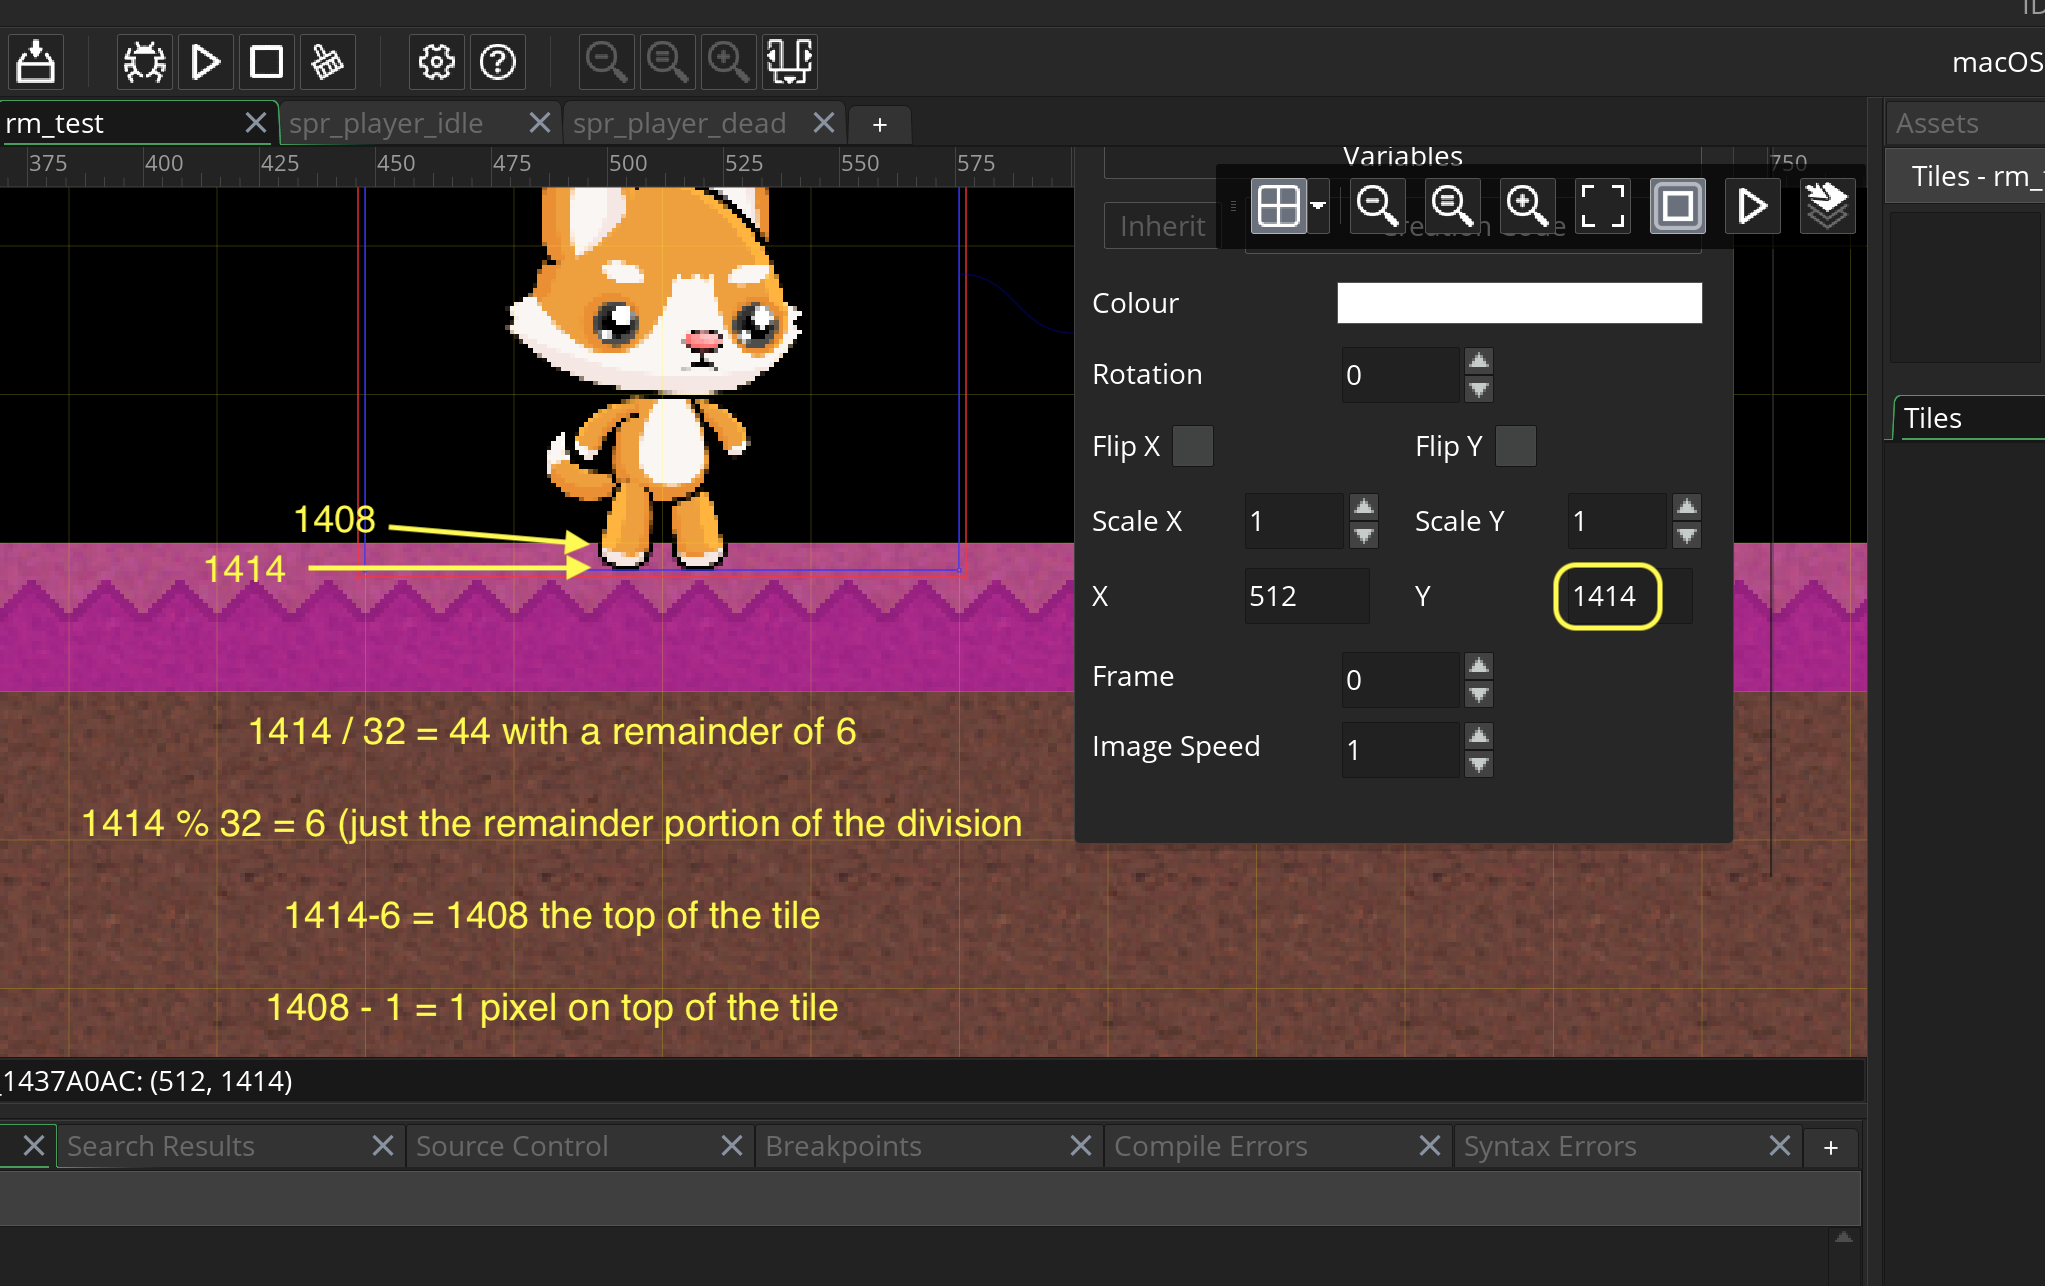 ID
macOS
rm_test
spr_player_idle
spr_player_dead
+
Assets
375 400 425 450 475 500 525 550 575
Variables
750
Tiles - rm_
Inherit
Creation Code
Colour
Rotation 0
Flip X Flip Y
Tiles
Scale X 1 Scale Y 1
1408
1414
X 512 Y 1414
Frame 0
Image Speed 1
1414 / 32 = 44 with a remainder of 6
1414 % 32 = 6 (just the remainder portion of the division
1414-6 = 1408 the top of the tile
1408 - 1 = 1 pixel on top of the tile
_1437A0AC: (512, 1414)
Search Results
Source Control
Breakpoints
Compile Errors
Syntax Errors
+